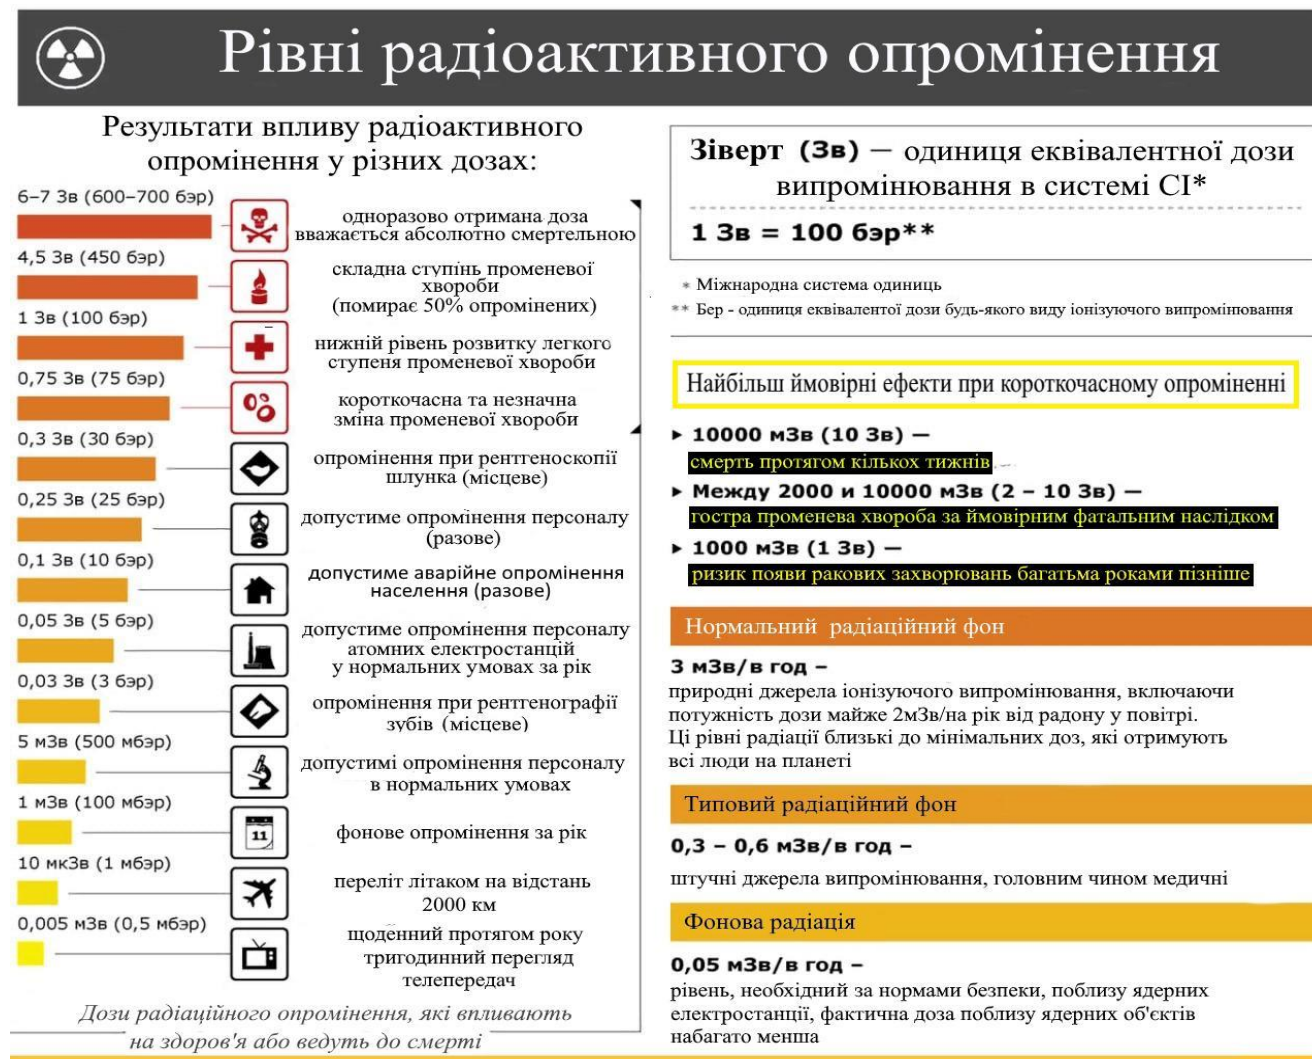 Рівні радіоактивного опромінення
Результати впливу радіоактивного
опромінення у різних дозах:
6–7 Зв (600–700 бэр)
одноразово отримана доза
вважається абсолютно смертельною
4,5 Зв (450 бэр)
складна ступінь променевої
хвороби
(помирає 50% опромінених)
1 Зв (100 бэр)
нижній рівень розвитку легкого
ступеня променевої хвороби
0,75 Зв (75 бэр)
короткочасна та незначна
зміна променевої хвороби
0,3 Зв (30 бэр)
опромінення при рентгеноскопії
шлунка (місцеве)
0,25 Зв (25 бэр)
допустиме опромінення персоналу
(разове)
0,1 Зв (10 бэр)
допустиме аварійне опромінення
населення (разове)
0,05 Зв (5 бэр)
допустиме опромінення персоналу
атомних електростанцій
у нормальних умовах за рік
0,03 Зв (3 бэр)
опромінення при рентгенографії
зубів (місцеве)
5 мЗв (500 мбэр)
допустимі опромінення персоналу
в нормальних умовах
1 мЗв (100 мбэр)
11
фонове опромінення за рік
10 мкЗв (1 мбэр)
переліт літаком на відстань
2000 км
0,005 мЗв (0,5 мбэр)
щоденний протягом року
тригодинний перегляд
телепередач
Дози радіаційного опромінення, які впливають
на здоров'я або ведуть до смерті
Зіверт (Зв) — одиниця еквівалентної дози
випромінювання в системі СІ*
1 Зв = 100 бэр**
* Міжнародна система одиниць
** Бер - одиниця еквівалентої дози будь-якого виду іонізуючого випромінювання
Найбільш ймовірні ефекти при короткочасному опроміненні
▸ 10000 мЗв (10 Зв) —
смерть протягом кількох тижнів
▸ Между 2000 и 10000 мЗв (2 – 10 Зв) —
гостра променева хвороба за ймовірним фатальним наслідком
▸ 1000 мЗв (1 Зв) —
ризик появи ракових захворювань багатьма роками пізніше
Нормальний радіаційний фон
3 мЗв/в год –
природні джерела іонізуючого випромінювання, включаючи
потужність дози майже 2мЗв/на рік від радону у повітрі.
Ці рівні радіації близькі до мінімальних доз, які отримують
всі люди на планеті
Типовий радіаційний фон
0,3 – 0,6 мЗв/в год –
штучні джерела випромінювання, головним чином медичні
Фонова радіація
0,05 мЗв/в год –
рівень, необхідний за нормами безпеки, поблизу ядерних
електростанції, фактична доза поблизу ядерних об'єктів
набагато менша